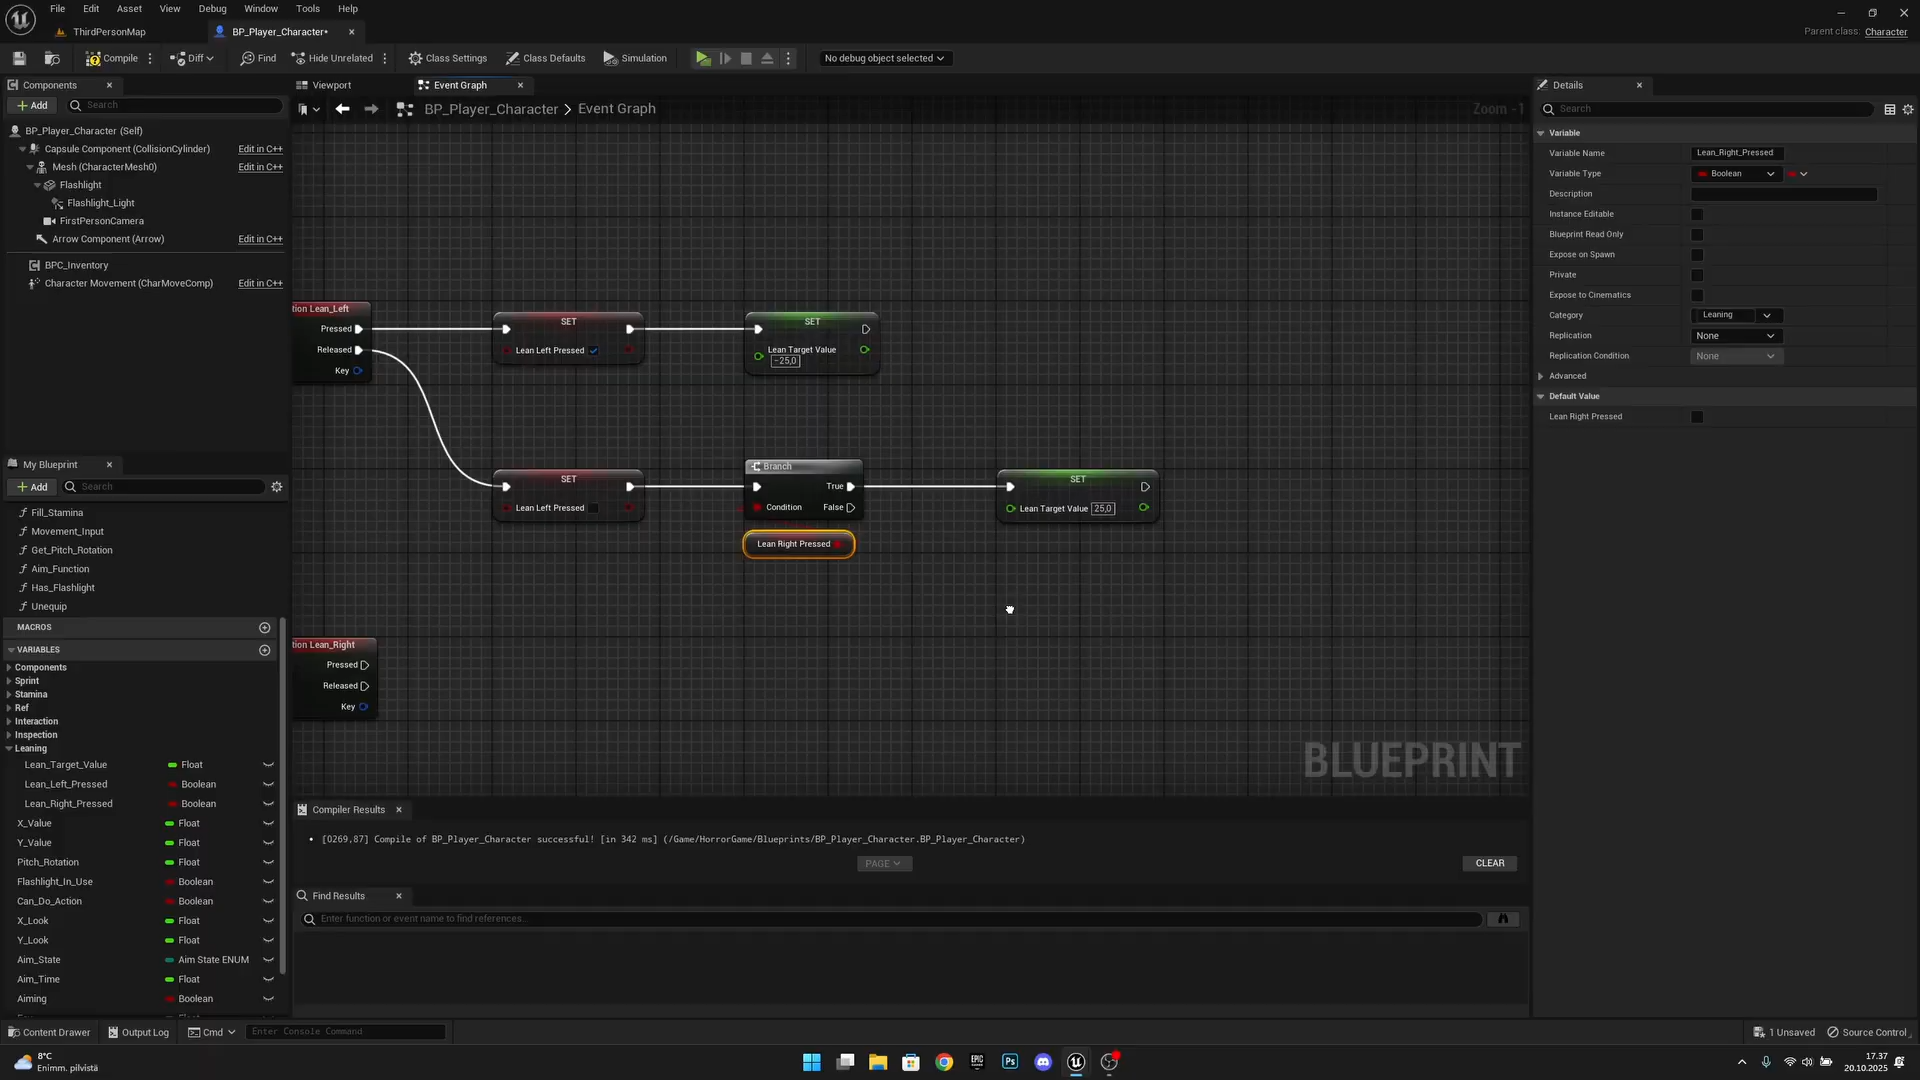 File Edit Asset View Debug Window Tools Help
ThirdPersonMap
BP_Player_Character*
Parent class: Character
Compile Diff Find Hide Unrelated Class Settings Class Defaults Simulation No debug object selected
Components
Add Search
BP_Player_Character (Self)
Capsule Component (CollisionCylinder) Edit in C++
Mesh (CharacterMesh0) Edit in C++
Flashlight
Flashlight_Light
FirstPersonCamera
Arrow Component (Arrow) Edit in C++
BPC_Inventory
Character Movement (CharMoveComp) Edit in C++
My Blueprint
Add Search
Fill_Stamina
Movement_Input
Get_Pitch_Rotation
Aim_Function
Has_Flashlight
Unequip
MACROS
VARIABLES
Components
Sprint
Stamina
Ref
Interaction
Inspection
Leaning
Lean_Target_Value Float
Lean_Left_Pressed Boolean
Lean_Right_Pressed Boolean
X_Value Float
Y_Value Float
Pitch_Rotation Float
Flashlight_In_Use Boolean
Can_Do_Action Boolean
X_Look Float
Y_Look Float
Aim_State Aim State ENUM
Aim_Time Float
Aiming Boolean
Viewport
Event Graph
BP_Player_Character > Event Graph
Zoom -1
tion Lean_Left
Pressed
Released
Key
SET
Lean Left Pressed
SET
Lean Target Value
-25,0
SET
Lean Left Pressed
Branch
True
Condition False
Lean Right Pressed
SET
Lean Target Value 25,0
tion Lean_Right
Pressed
Released
Key
BLUEPRINT
Compiler Results
[0269,87] Compile of BP_Player_Character successful! [in 342 ms] (/Game/HorrorGame/Blueprints/BP_Player_Character.BP_Player_Character)
PAGE
CLEAR
Find Results
Enter function or event name to find references...
Details
Search
Variable
Variable Name Lean_Right_Pressed
Variable Type Boolean
Description
Instance Editable
Blueprint Read Only
Expose on Spawn
Private
Expose to Cinematics
Category Leaning
Replication None
Replication Condition None
Advanced
Default Value
Lean Right Pressed
Content Drawer Output Log Cmd Enter Console Command
1 Unsaved Source Control
8°C
Enimm. pilvistä
EPIC
Ps
17.37
20.10.2025